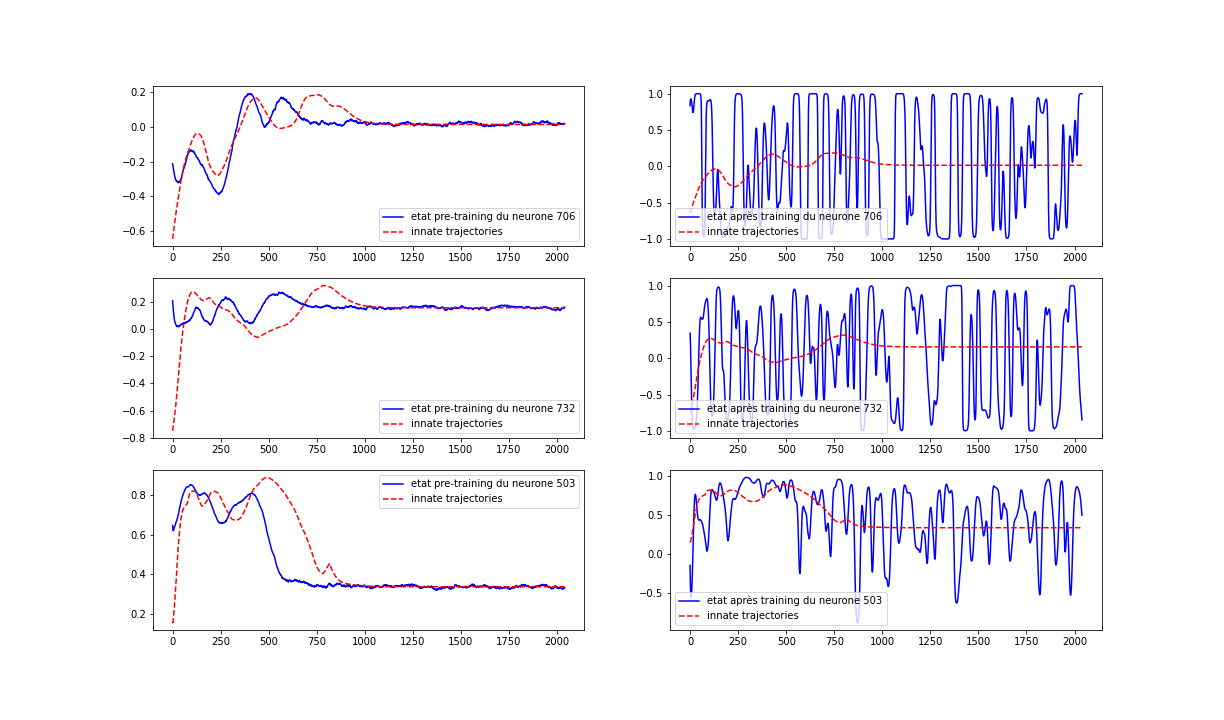 0.2
0.0
−0.2
−0.4
−0.6
etat pre-training du neurone 706
innate trajectories
0 250 500 750 1000 1250 1500 1750 2000
1.0
0.5
0.0
−0.5
−1.0
etat après training du neurone 706
innate trajectories
0 250 500 750 1000 1250 1500 1750 2000
0.2
0.0
−0.2
−0.4
−0.6
−0.8
etat pre-training du neurone 732
innate trajectories
0 250 500 750 1000 1250 1500 1750 2000
1.0
0.5
0.0
−0.5
−1.0
etat après training du neurone 732
innate trajectories
0 250 500 750 1000 1250 1500 1750 2000
0.8
0.6
0.4
0.2
etat pre-training du neurone 503
innate trajectories
0 250 500 750 1000 1250 1500 1750 2000
1.0
0.5
0.0
−0.5
etat après training du neurone 503
innate trajectories
0 250 500 750 1000 1250 1500 1750 2000